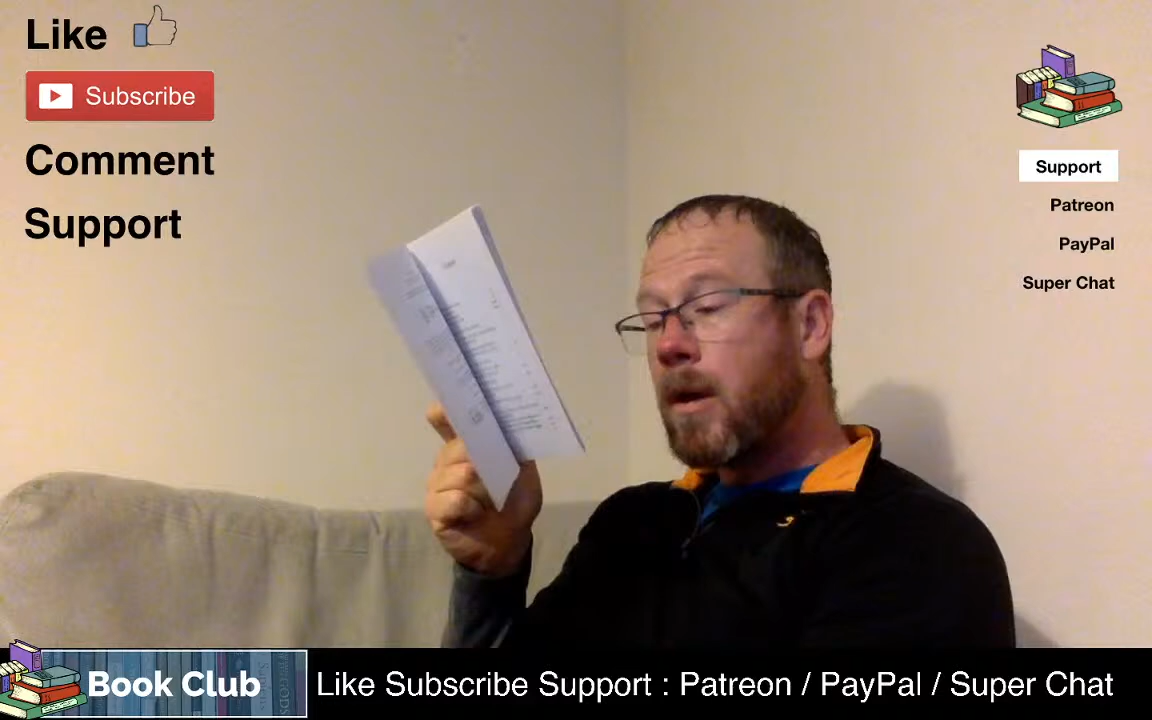 Like
Subscribe
Comment
Support
Support
Patreon
PayPal
Super Chat
Book Club
Like Subscribe Support : Patreon / PayPal / Super Chat